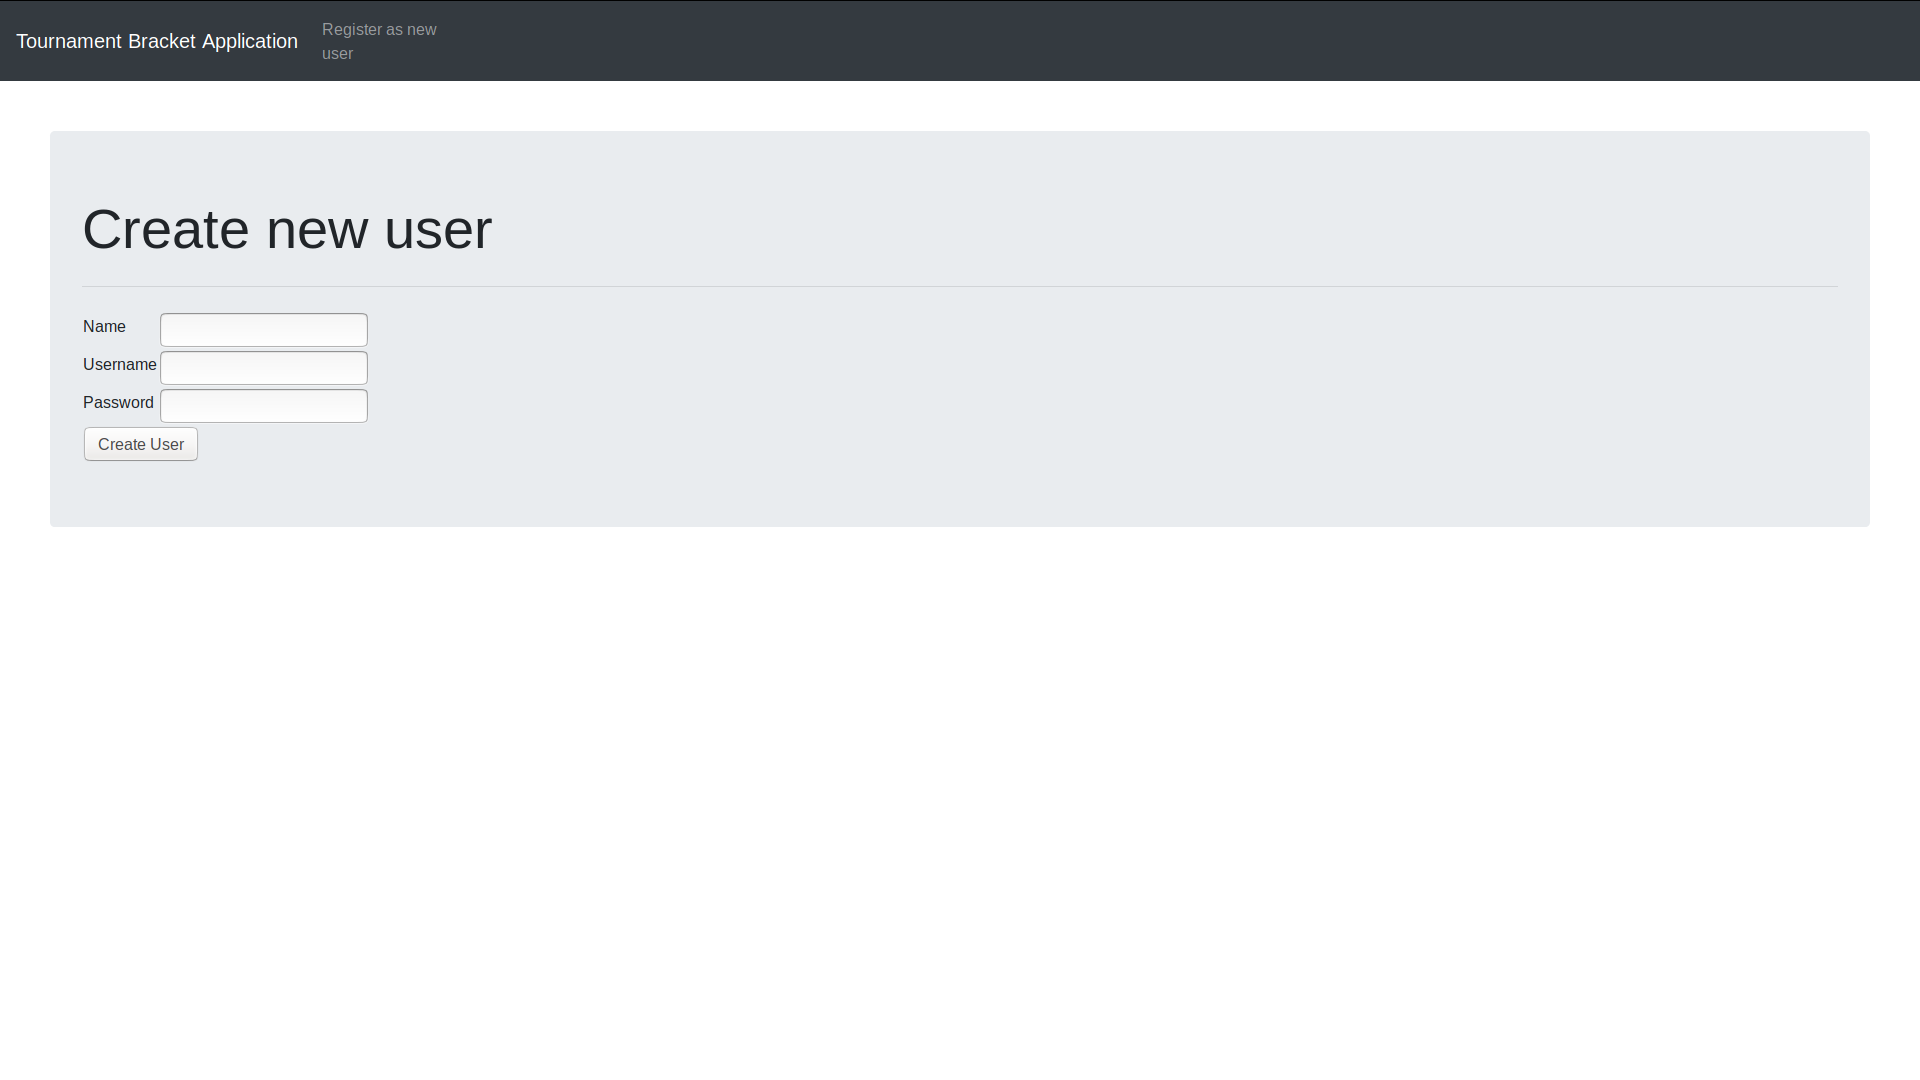 Tournament Bracket Application
Register as new
user
Create new user
Name
Username
Password
Create User